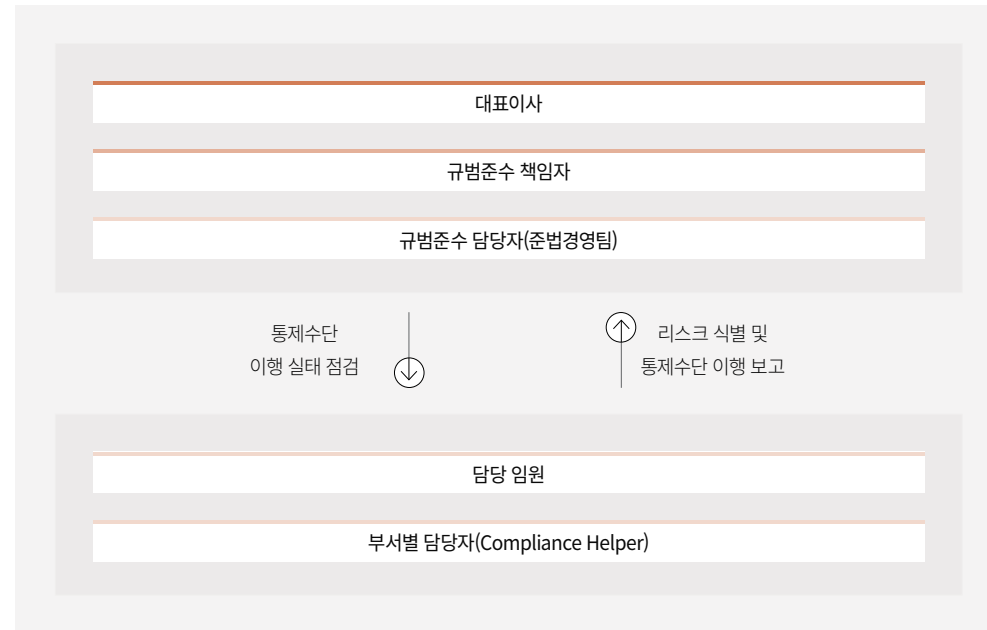 대표이사
규범준수 책임자
규범준수 담당자(준법경영팀)
통제수단
이행 실태 점검
리스크 식별 및
통제수단 이행 보고
담당 임원
부서별 담당자(Compliance Helper)